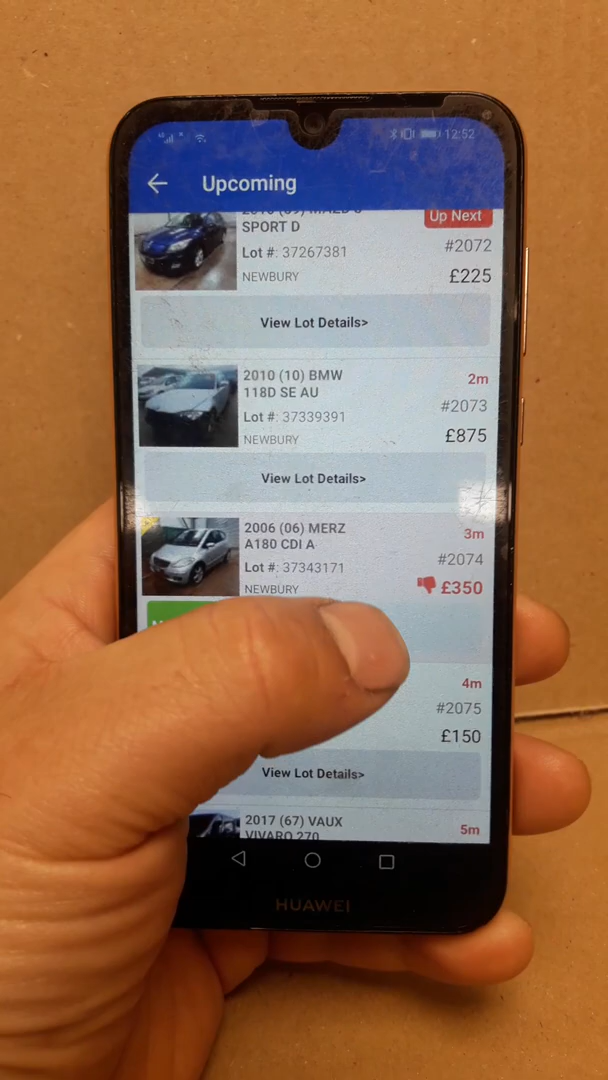 12:52
Upcoming
SPORT D
Up Next
Lot #: 37267381
#2072
NEWBURY
£225
View Lot Details>
2010 (10) BMW
118D SE AU
2m
Lot #: 37339391
#2073
NEWBURY
£875
View Lot Details>
2006 (06) MERZ
A180 CDI A
3m
Lot #: 37343171
#2074
NEWBURY
£350
4m
#2075
£150
View Lot Details>
2017 (67) VAUX
VIVARO 270
5m
HUAWEI